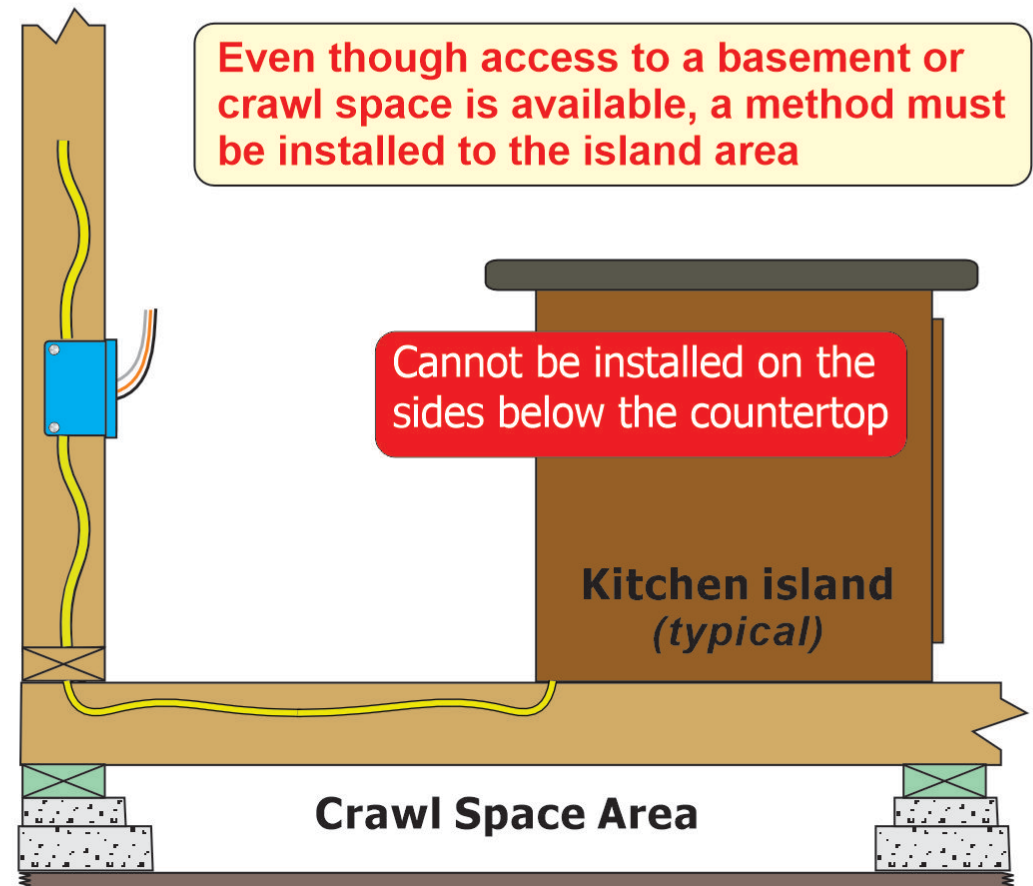 Even though access to a basement or
crawl space is available, a method must
be installed to the island area
Cannot be installed on the
sides below the countertop
Kitchen island
(typical)
Crawl Space Area